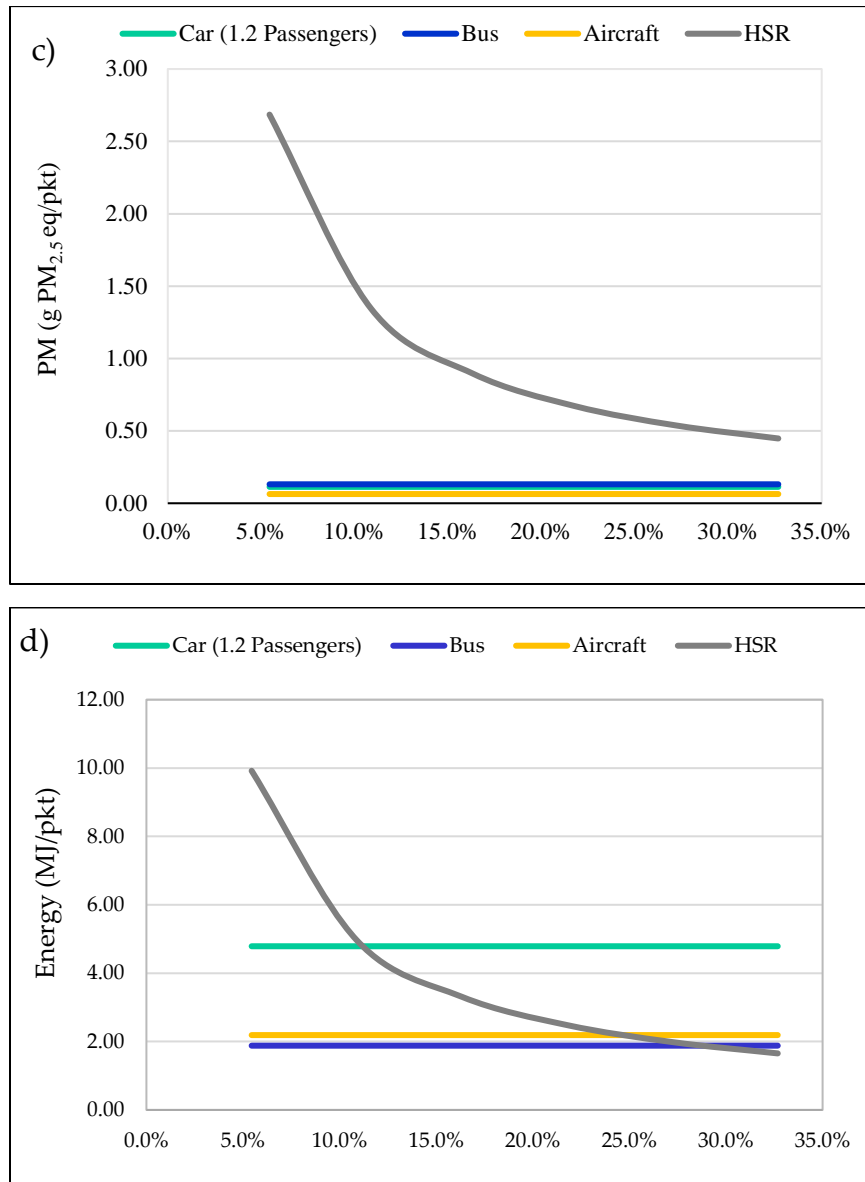 c)
Car (1.2 Passengers) Bus Aircraft HSR
3.00
2.50
2.00
1.50
1.00
0.50
0.00
PM (g PM2.5 eq/pkt)
0.0% 5.0% 10.0% 15.0% 20.0% 25.0% 30.0% 35.0%
d)
Car (1.2 Passengers) Bus Aircraft HSR
12.00
10.00
8.00
6.00
4.00
2.00
0.00
Energy (MJ/pkt)
0.0% 5.0% 10.0% 15.0% 20.0% 25.0% 30.0% 35.0%